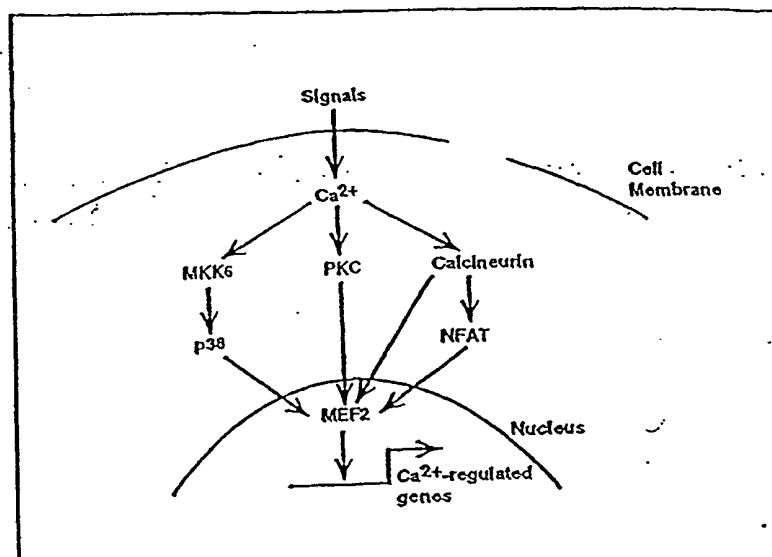 Signals
Cell
Membrane
Ca2+
MKK6
PKC
Calcineurin
p38
NFAT
MEF2
Nucleus
Ca2+-regulated
genes